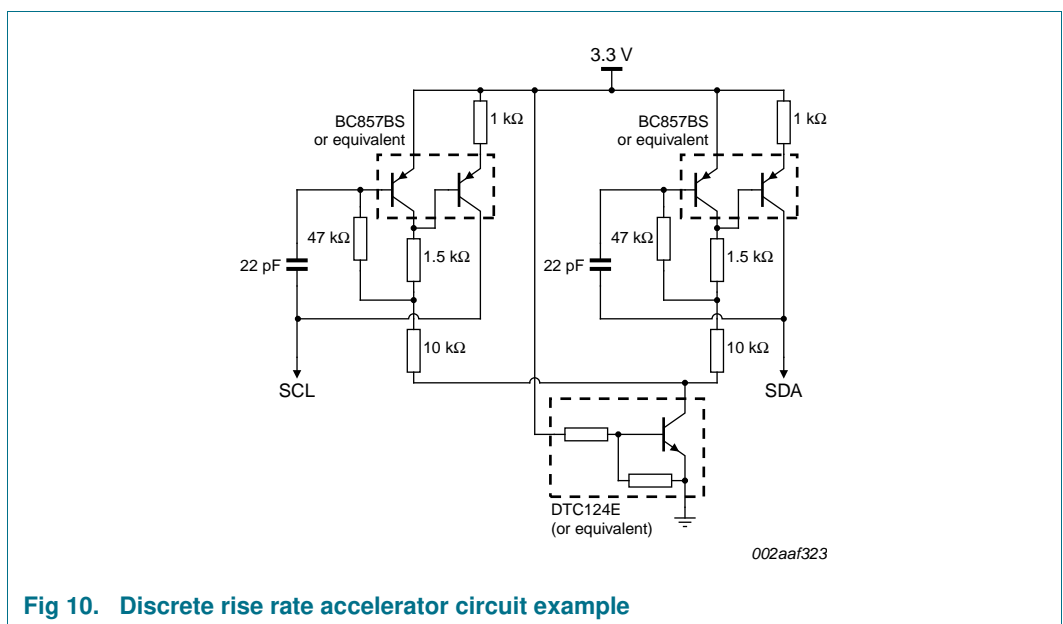 3.3 V
BC857BS
or equivalent
1 kΩ
BC857BS
or equivalent
1 kΩ
47 kΩ
22 pF
1.5 kΩ
47 kΩ
22 pF
1.5 kΩ
10 kΩ
10 kΩ
SCL
SDA
DTC124E
(or equivalent)
002aaf323
Fig 10. Discrete rise rate accelerator circuit example